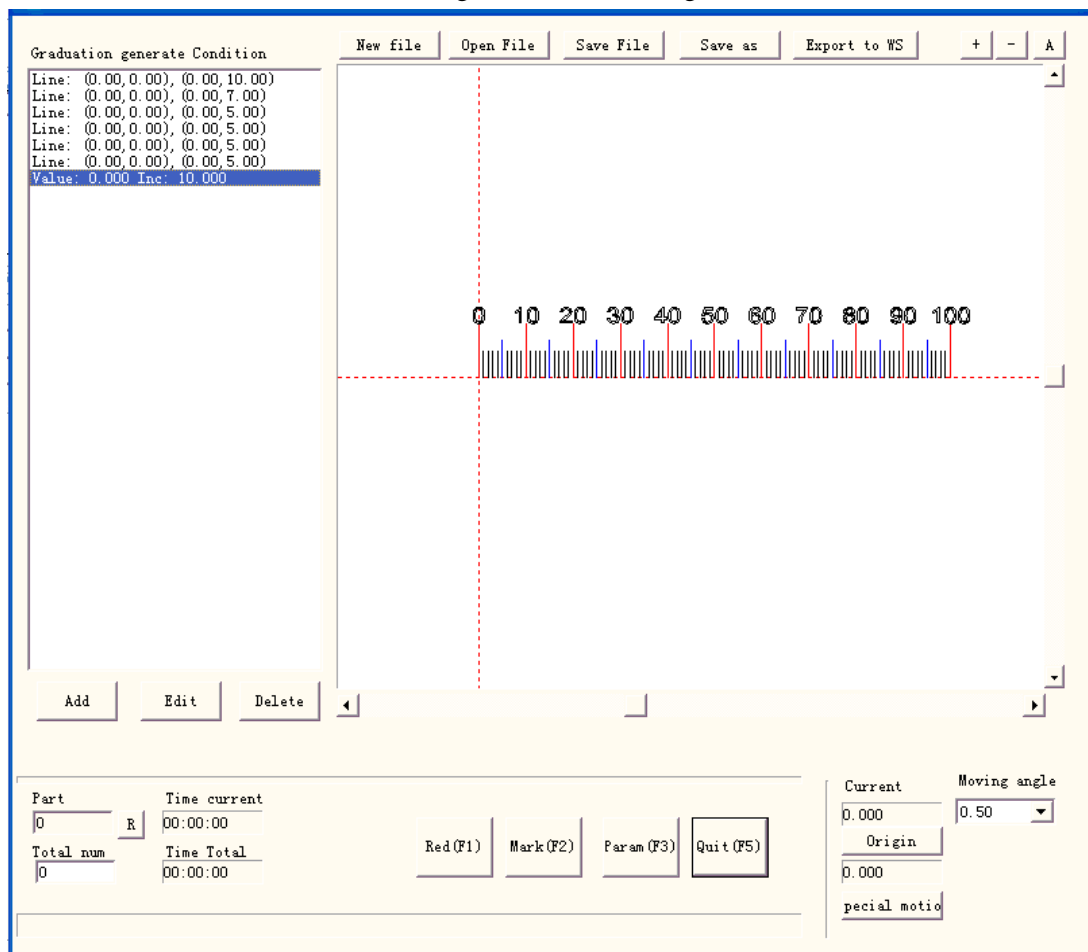 Graduation generate Condition
New file Open File Save File Save as Export to WS + - A
Line: (0.00,0.00), (0.00,10.00)
Line: (0.00,0.00), (0.00,7.00)
Line: (0.00,0.00), (0.00,5.00)
Line: (0.00,0.00), (0.00,5.00)
Line: (0.00,0.00), (0.00,5.00)
Line: (0.00,0.00), (0.00,5.00)
Value: 0.000 Inc: 10.000
0 10 20 30 40 50 60 70 80 90 100
Add Edit Delete
Part
0
R
Time current
00:00:00
Total num
0
Time Total
00:00:00
Red(F1) Mark(F2) Param(F3) Quit(F5)
Current
0.000
Origin
0.000
pecial motio
Moving angle
0.50